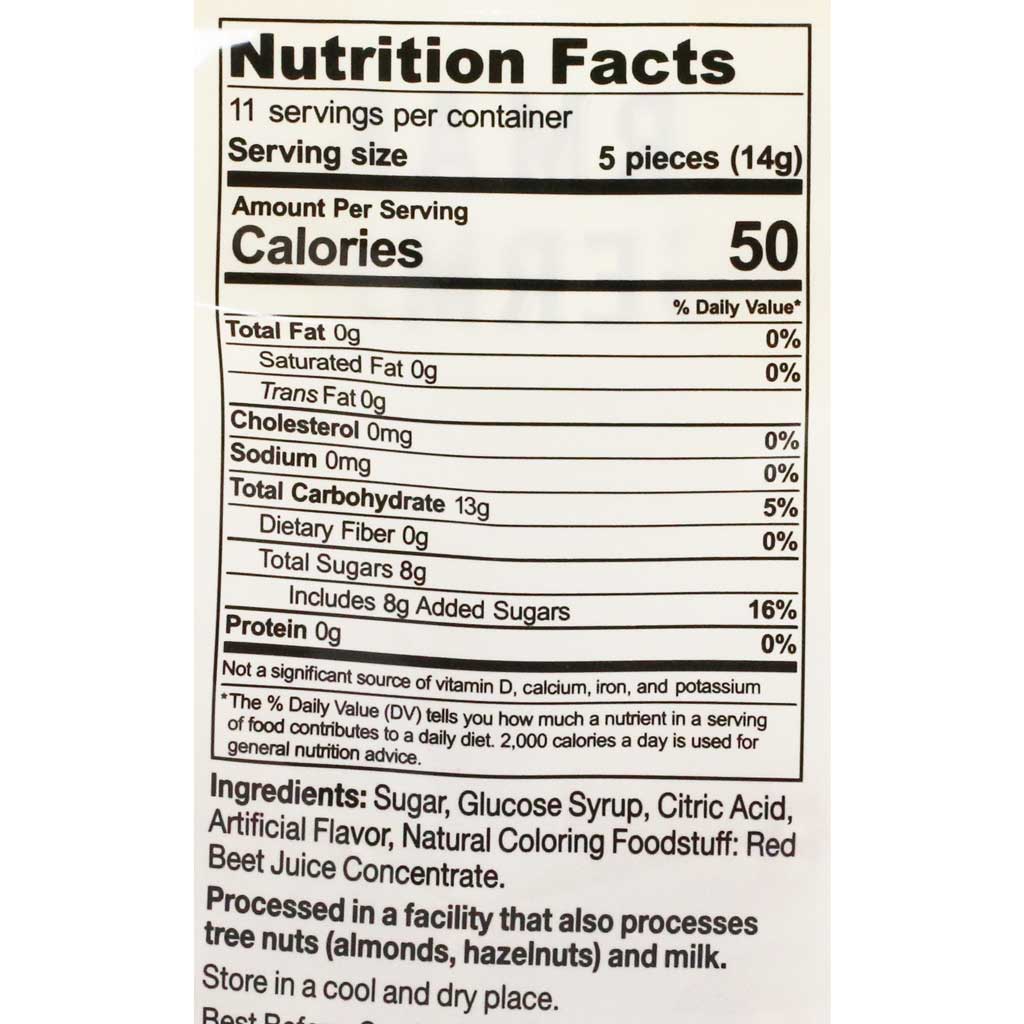 Nutrition Facts
11 servings per container
Serving size 5 pieces (14g)
Amount Per Serving
Calories 50
% Daily Value*
Total Fat 0g 0%
Saturated Fat 0g 0%
Trans Fat 0g
Cholesterol 0mg 0%
Sodium 0mg 0%
Total Carbohydrate 13g 5%
Dietary Fiber 0g 0%
Total Sugars 8g
Includes 8g Added Sugars 16%
Protein 0g 0%
Not a significant source of vitamin D, calcium, iron, and potassium
*The % Daily Value (DV) tells you how much a nutrient in a serving
of food contributes to a daily diet. 2,000 calories a day is used for
general nutrition advice.
Ingredients: Sugar, Glucose Syrup, Citric Acid,
Artificial Flavor, Natural Coloring Foodstuff: Red
Beet Juice Concentrate.
Processed in a facility that also processes
tree nuts (almonds, hazelnuts) and milk.
Store in a cool and dry place.
Best